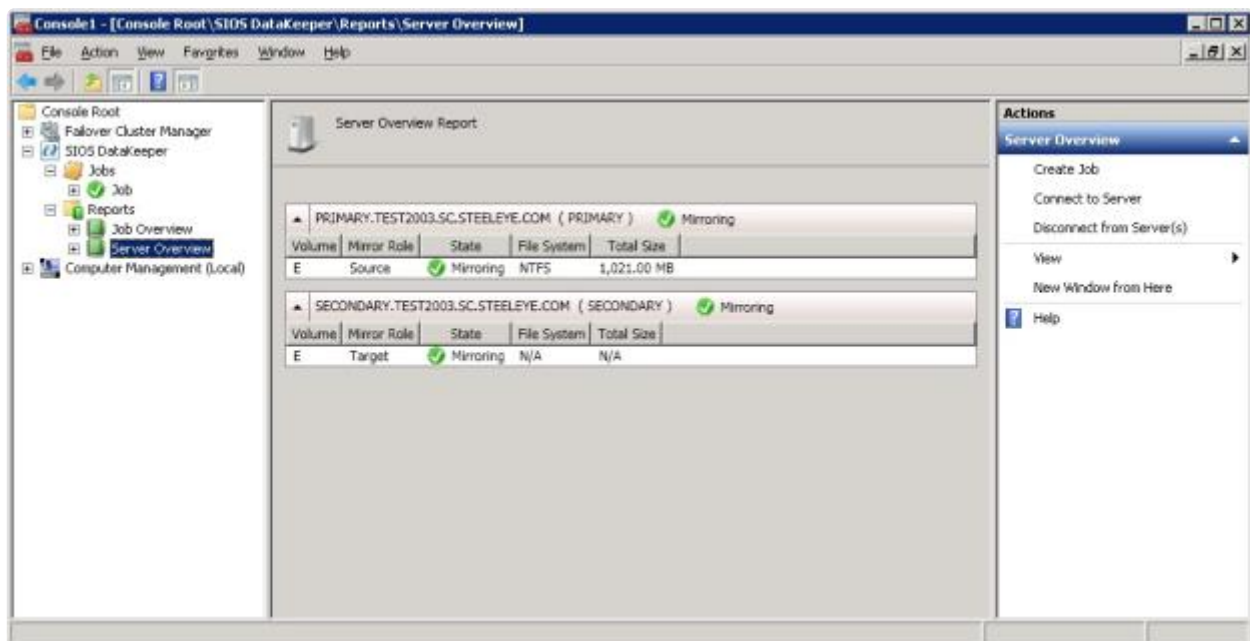 Console1 - [Console Root\SIOS DataKeeper\Reports\Server Overview]
File Action View Favorites Window Help
Console Root
Failover Cluster Manager
SIOS DataKeeper
Jobs
Job
Reports
Job Overview
Server Overview
Computer Management (Local)
Server Overview Report
PRIMARY.TEST2003.SC.STEELEYE.COM ( PRIMARY ) Mirroring
Volume Mirror Role State File System Total Size
E Source Mirroring NTFS 1,021.00 MB
SECONDARY.TEST2003.SC.STEELEYE.COM ( SECONDARY ) Mirroring
Volume Mirror Role State File System Total Size
E Target Mirroring N/A N/A
Actions
Server Overview
Create Job
Connect to Server
Disconnect from Server(s)
View
New Window from Here
Help